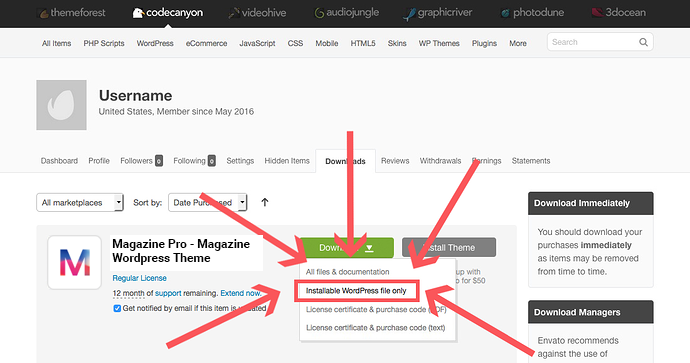 themeforest codecanyon videohive audiojungle graphicriver photodune 3docean
All Items PHP Scripts WordPress eCommerce JavaScript CSS Mobile HTML5 Skins WP Themes Plugins More Search
Username
United States, Member since May 2016
Dashboard Profile Followers 0 Following 0 Settings Hidden Items Downloads Reviews Withdrawals Earnings Statements
All marketplaces Sort by: Date Purchased
Download Immediately
You should download your
purchases immediately
as items may be removed
from time to time.
M
Magazine Pro - Magazine
Wordpress Theme
Regular License
12 month of support remaining. Extend now.
Get notified by email if this item is updated
Install Theme
All files & documentation
Installable WordPress file only
License certificate & purchase code
License certificate & purchase code (text)
up with
for $50
Download Managers
Envato recommends
against the use of